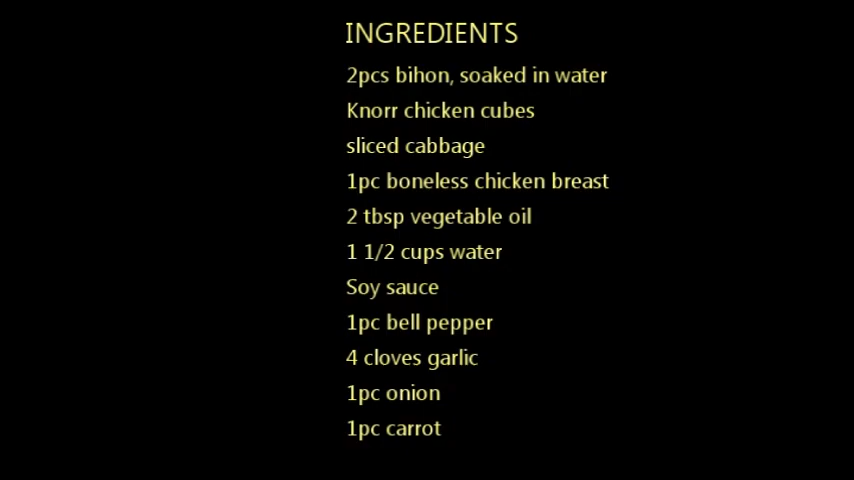 INGREDIENTS
2pcs bihon, soaked in water
Knorr chicken cubes
sliced cabbage
1pc boneless chicken breast
2 tbsp vegetable oil
1 1/2 cups water
Soy sauce
1pc bell pepper
4 cloves garlic
1pc onion
1pc carrot